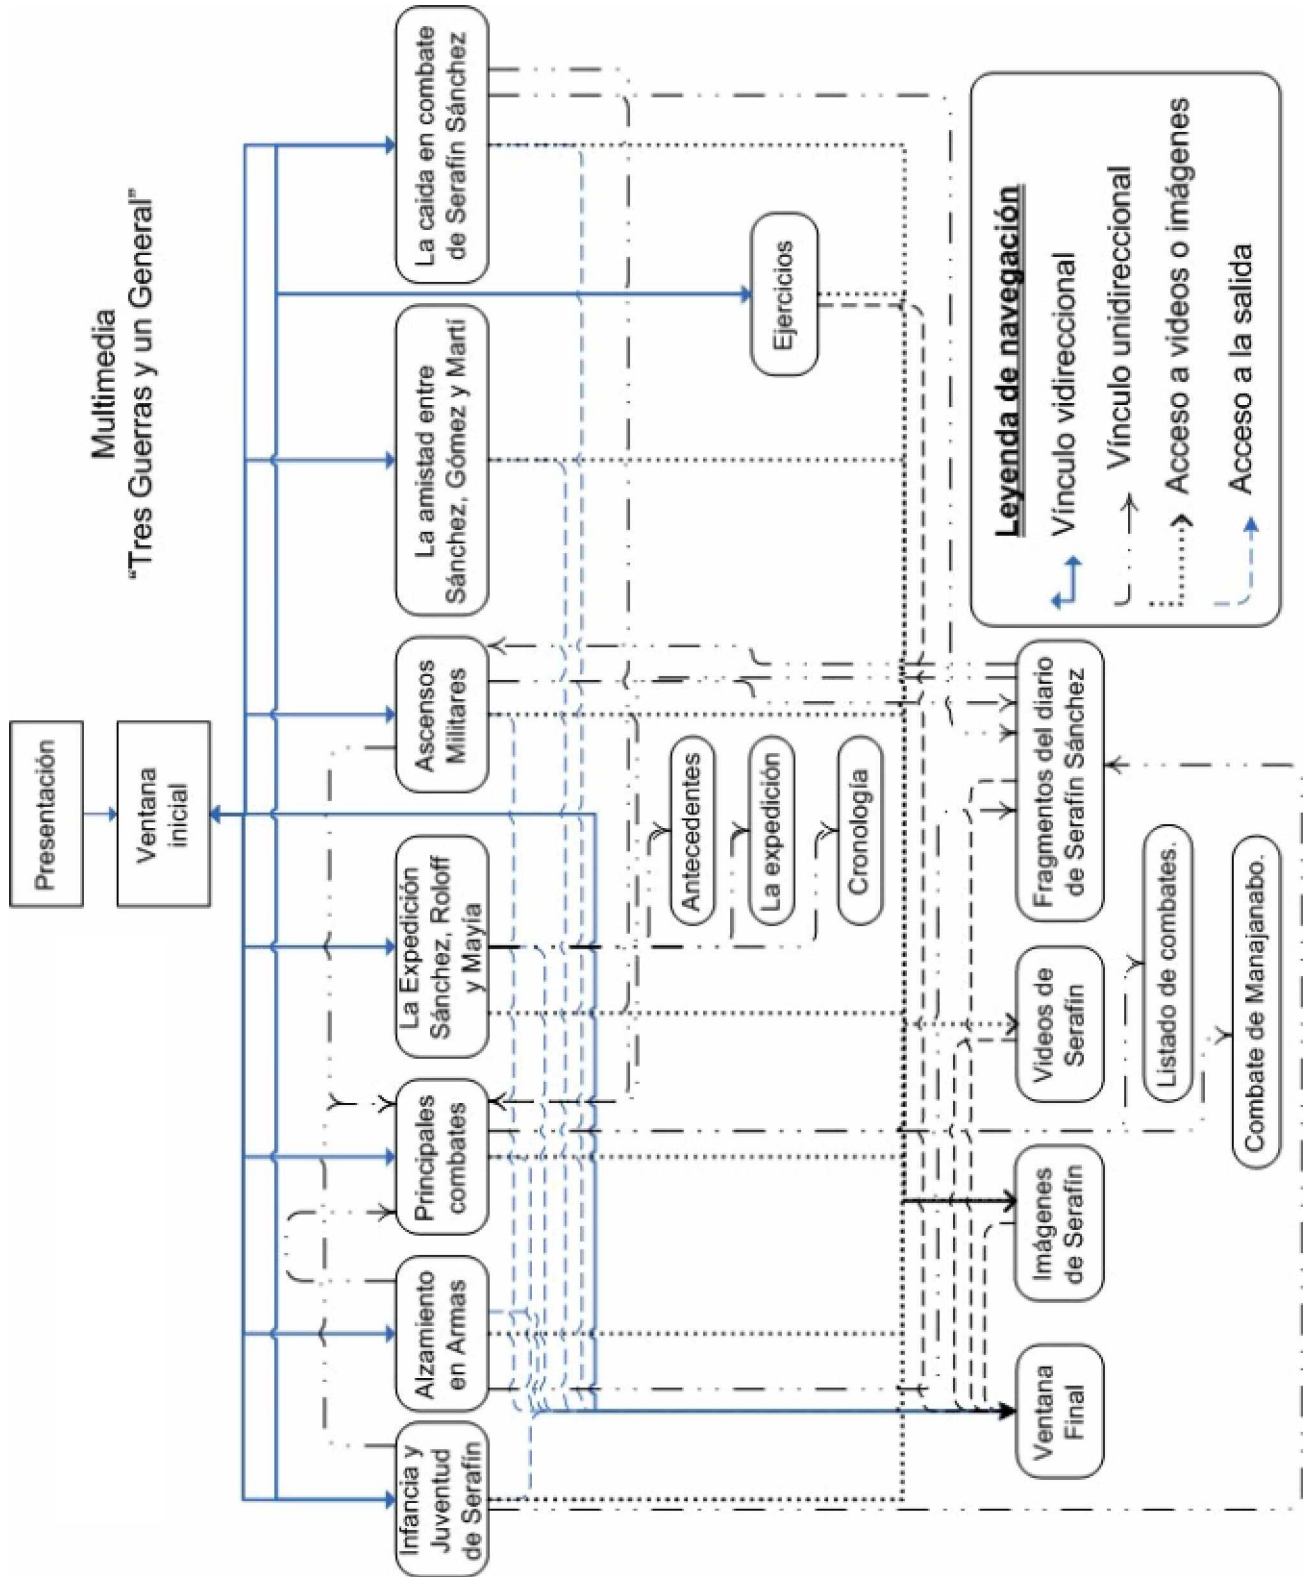 Multimedia
“Tres Guerras y un General”
Presentación
Ventana
inicial
Infancia y
Juventud
de Serafín
Alzamiento
en Armas
Principales
combates
La Expedición
Sánchez, Roloff
y Mayía
Ascensos
Militares
La amistad entre
Sánchez, Gómez y Martí
La caida en combate
de Serafín Sánchez
Antecedentes
La expedición
Cronología
Ejercicios
Ventana
Final
Imágenes
de Serafín
Videos de
Serafín
Fragmentos del diario
de Serafín Sánchez
Listado de combates.
Combate de Manajanabo.
Leyenda de navegación
Vínculo vidireccional
Vínculo unidireccional
Acceso a videos o imágenes
Acceso a la salida